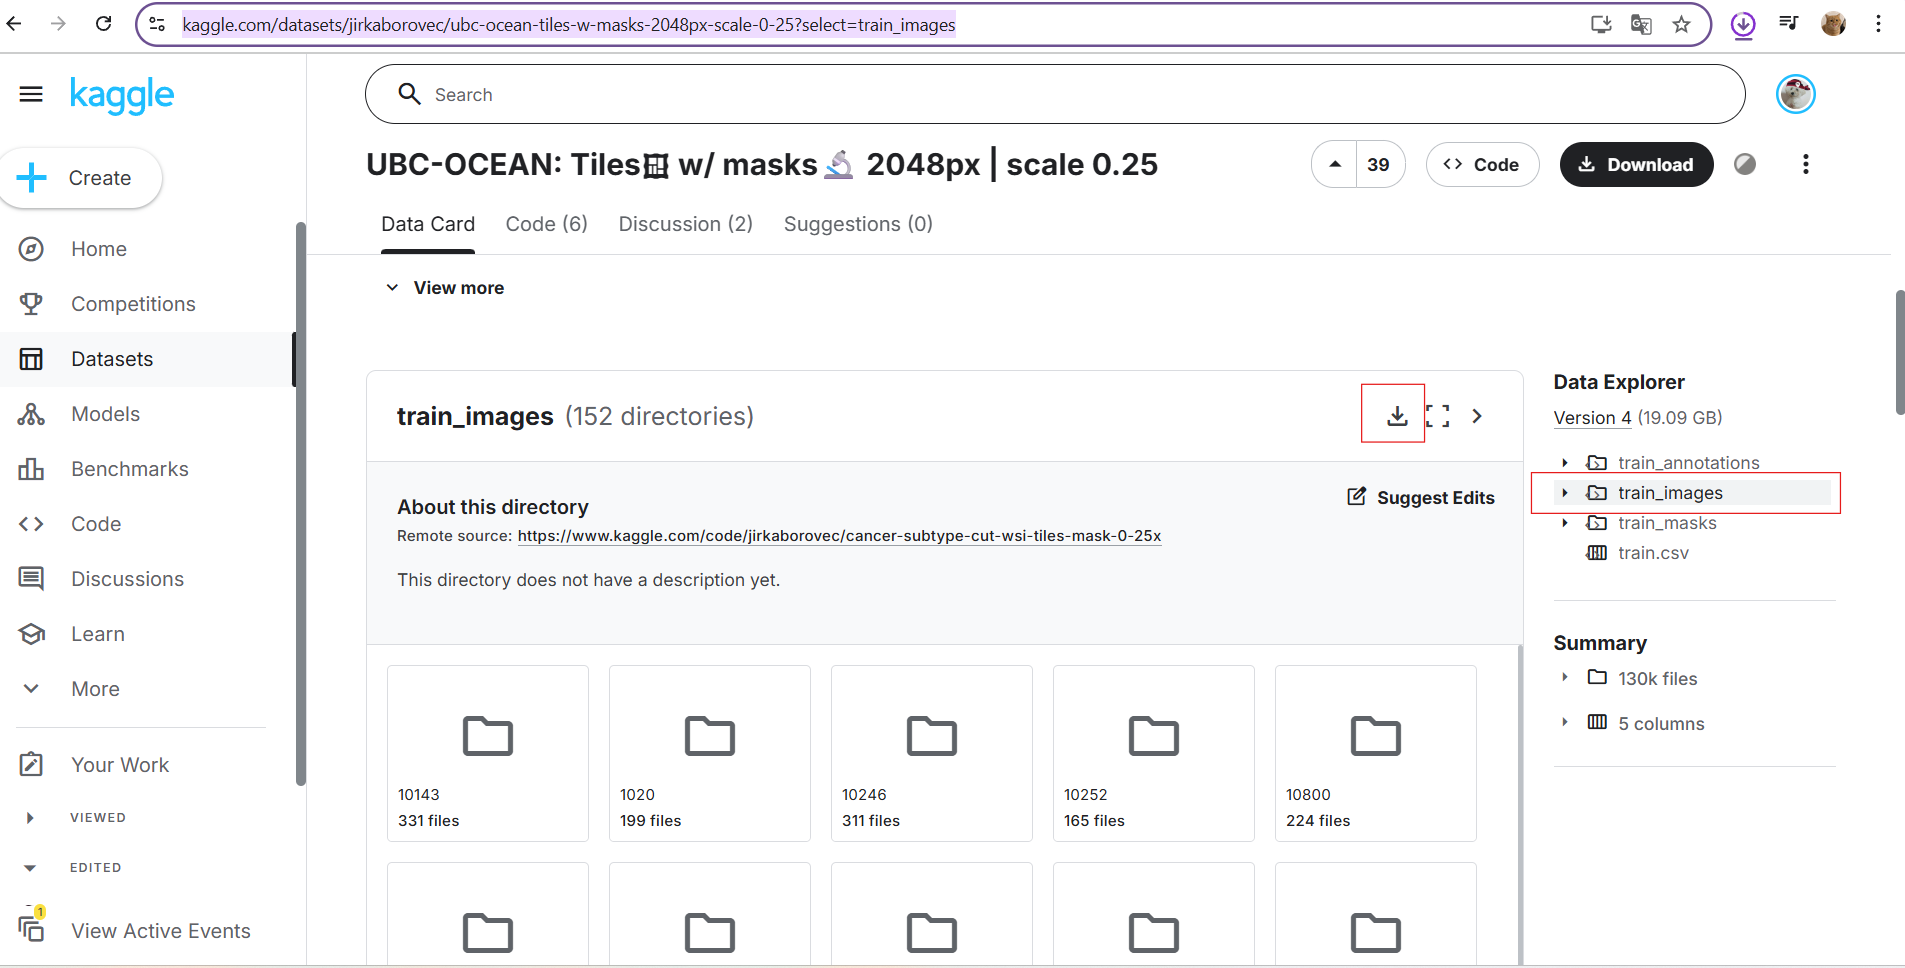 kaggle.com/datasets/jirkaborovec/ubc-ocean-tiles-w-masks-2048px-scale-0-25?select=train_images
kaggle
Search
UBC-OCEAN: Tiles🪟 w/ masks🔬 2048px | scale 0.25
39
Code
Download
Create
Data Card
Code (6)
Discussion (2)
Suggestions (0)
Home
View more
Competitions
Datasets
Models
Benchmarks
Code
Discussions
Learn
More
Your Work
VIEWED
EDITED
1
View Active Events
train_images (152 directories)
About this directory
Suggest Edits
Remote source: https://www.kaggle.com/code/jirkaborovec/cancer-subtype-cut-wsi-tiles-mask-0-25x
This directory does not have a description yet.
10143
331 files
1020
199 files
10246
311 files
10252
165 files
10800
224 files
Data Explorer
Version 4 (19.09 GB)
train_annotations
train_images
train_masks
train.csv
Summary
130k files
5 columns